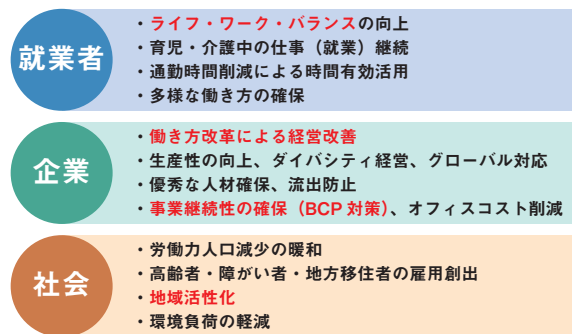 就業者
・ライフ・ワーク・バランスの向上
・育児・介護中の仕事（就業）継続
・通勤時間削減による時間有効活用
・多様な働き方の確保
企業
・働き方改革による経営改善
・生産性の向上、ダイバシティ経営、グローバル対応
・優秀な人材確保、流出防止
・事業継続性の確保（BCP 対策）、オフィスコスト削減
社会
・労働力人口減少の暖和
・高齢者・障がい者・地方移住者の雇用創出
・地域活性化
・環境負荷の軽減